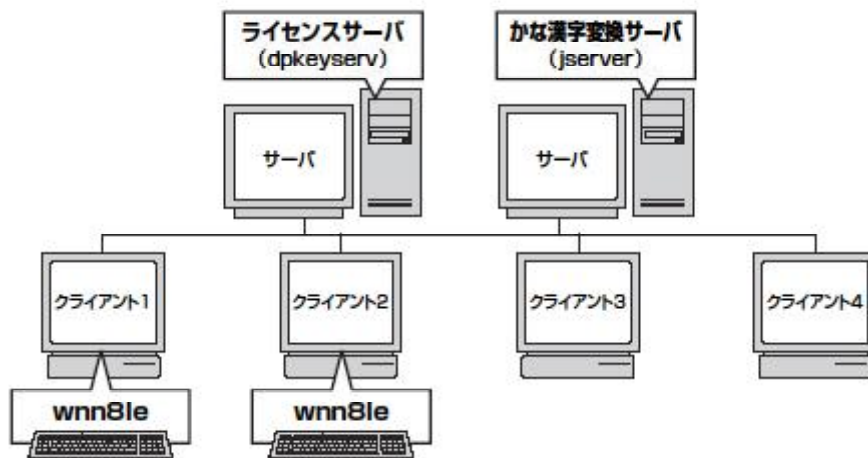 ライセンスサーバ
(dpkeyserv)
かな漢字変換サーバ
(jserver)
サーバ
サーバ
クライアント1
クライアント2
クライアント3
クライアント4
wnn8le
wnn8le